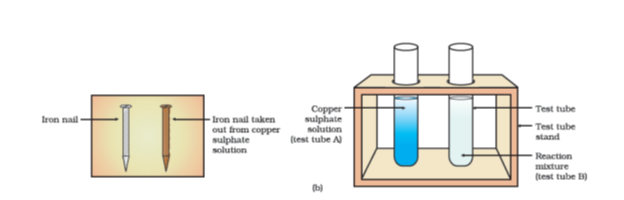 Iron nail
Iron nail taken
out from copper
sulphate
solution
Copper
sulphate
solution
(test tube A)
Test tube
Test tube
stand
Reaction
mixture
(test tube B)
(b)